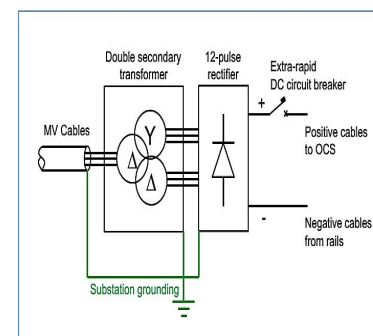 Double secondary
transformer
12-pulse
rectifier
Extra-rapid
DC circuit breaker
MV Cables
Y
Δ
Δ
+
Positive cables
to OCS
-
Negative cables
from rails
Substation grounding